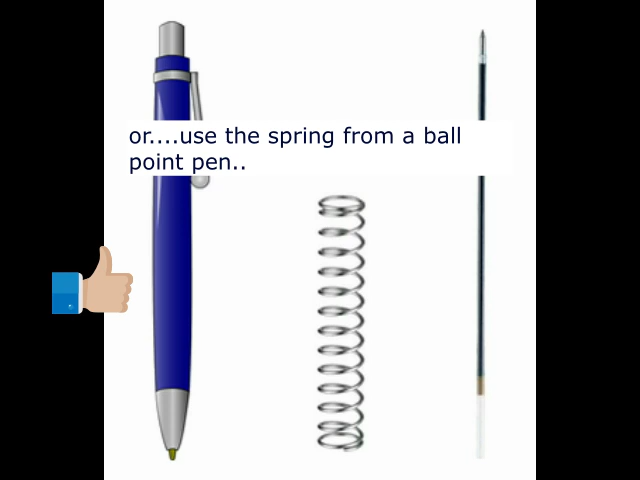 or....use the spring from a ball
point pen..